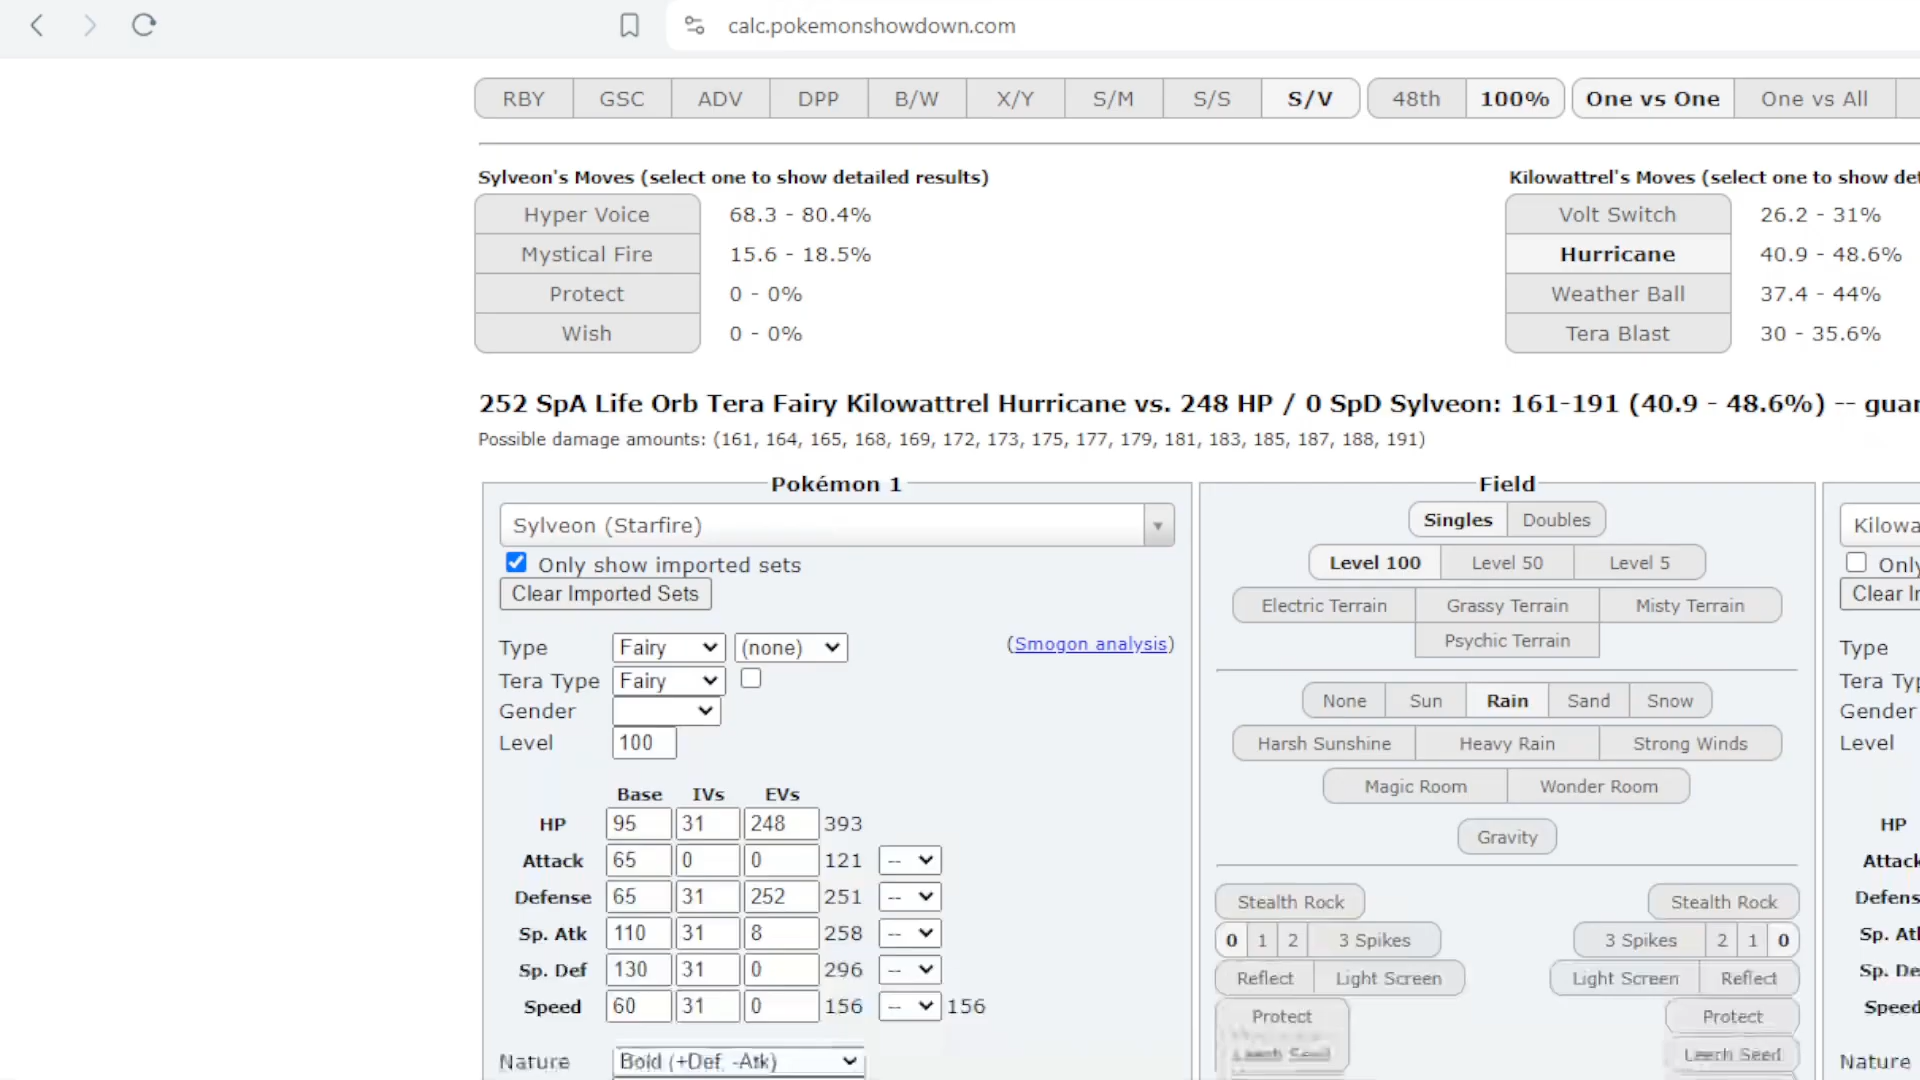 calc.pokemonshowdown.com
RBY GSC ADV DPP B/W X/Y S/M S/S S/V 48th 100% One vs One One vs All
Sylveon's Moves (select one to show detailed results) Kilowattrel's Moves (select one to show det
Hyper Voice 68.3 - 80.4% Volt Switch 26.2 - 31%
Mystical Fire 15.6 - 18.5% Hurricane 40.9 - 48.6%
Protect 0 - 0% Weather Ball 37.4 - 44%
Wish 0 - 0% Tera Blast 30 - 35.6%
252 SpA Life Orb Tera Fairy Kilowattrel Hurricane vs. 248 HP / 0 SpD Sylveon: 161-191 (40.9 - 48.6%) -- guar
Possible damage amounts: (161, 164, 165, 168, 169, 172, 173, 175, 177, 179, 181, 183, 185, 187, 188, 191)
Pokémon 1
Sylveon (Starfire)
Only show imported sets
Clear Imported Sets
Type Fairy (none) (Smogon analysis)
Tera Type Fairy
Gender
Level 100
Base IVs EVs
HP 95 31 248 393
Attack 65 0 0 121 --
Defense 65 31 252 251 --
Sp. Atk 110 31 8 258 --
Sp. Def 130 31 0 296 --
Speed 60 31 0 156 -- 156
Nature Bold (+Def, -Atk)
Field
Singles Doubles
Level 100 Level 50 Level 5
Electric Terrain Grassy Terrain Misty Terrain
Psychic Terrain
None Sun Rain Sand Snow
Harsh Sunshine Heavy Rain Strong Winds
Magic Room Wonder Room
Gravity
Stealth Rock Stealth Rock
0 1 2 3 Spikes 3 Spikes 2 1 0
Reflect Light Screen Light Screen Reflect
Protect Protect
Leech Seed Leech Seed
Kilowa
Only
Clear Im
Type
Tera Typ
Gender
Level
HP
Attack
Defens
Sp. Atk
Sp. De
Speed
Nature